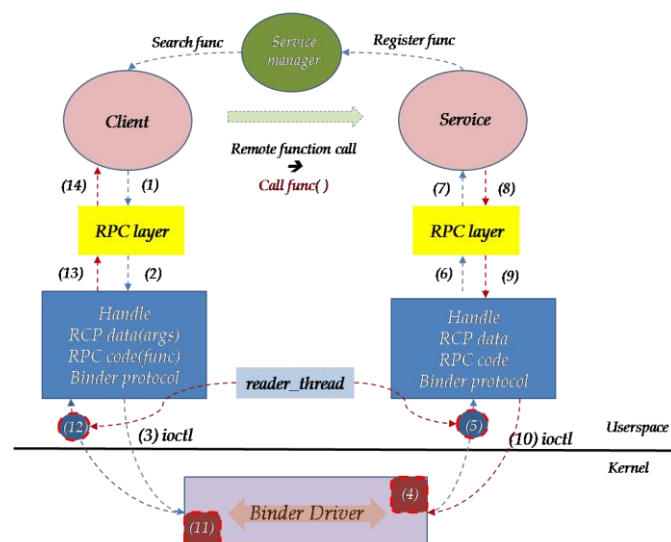 Search func
Service
manager
Register func
Client
Service
Remote function call
➔
Call func( )
(14)
(1)
(7)
(8)
RPC layer
RPC layer
(13)
(2)
(6)
(9)
Handle
RCP data(args)
RPC code(func)
Binder protocol
Handle
RCP data
RPC code
Binder protocol
reader_thread
(12)
(3) ioctl
(5)
(10) ioctl
Userspace
Kernel
(4)
Binder Driver
(11)